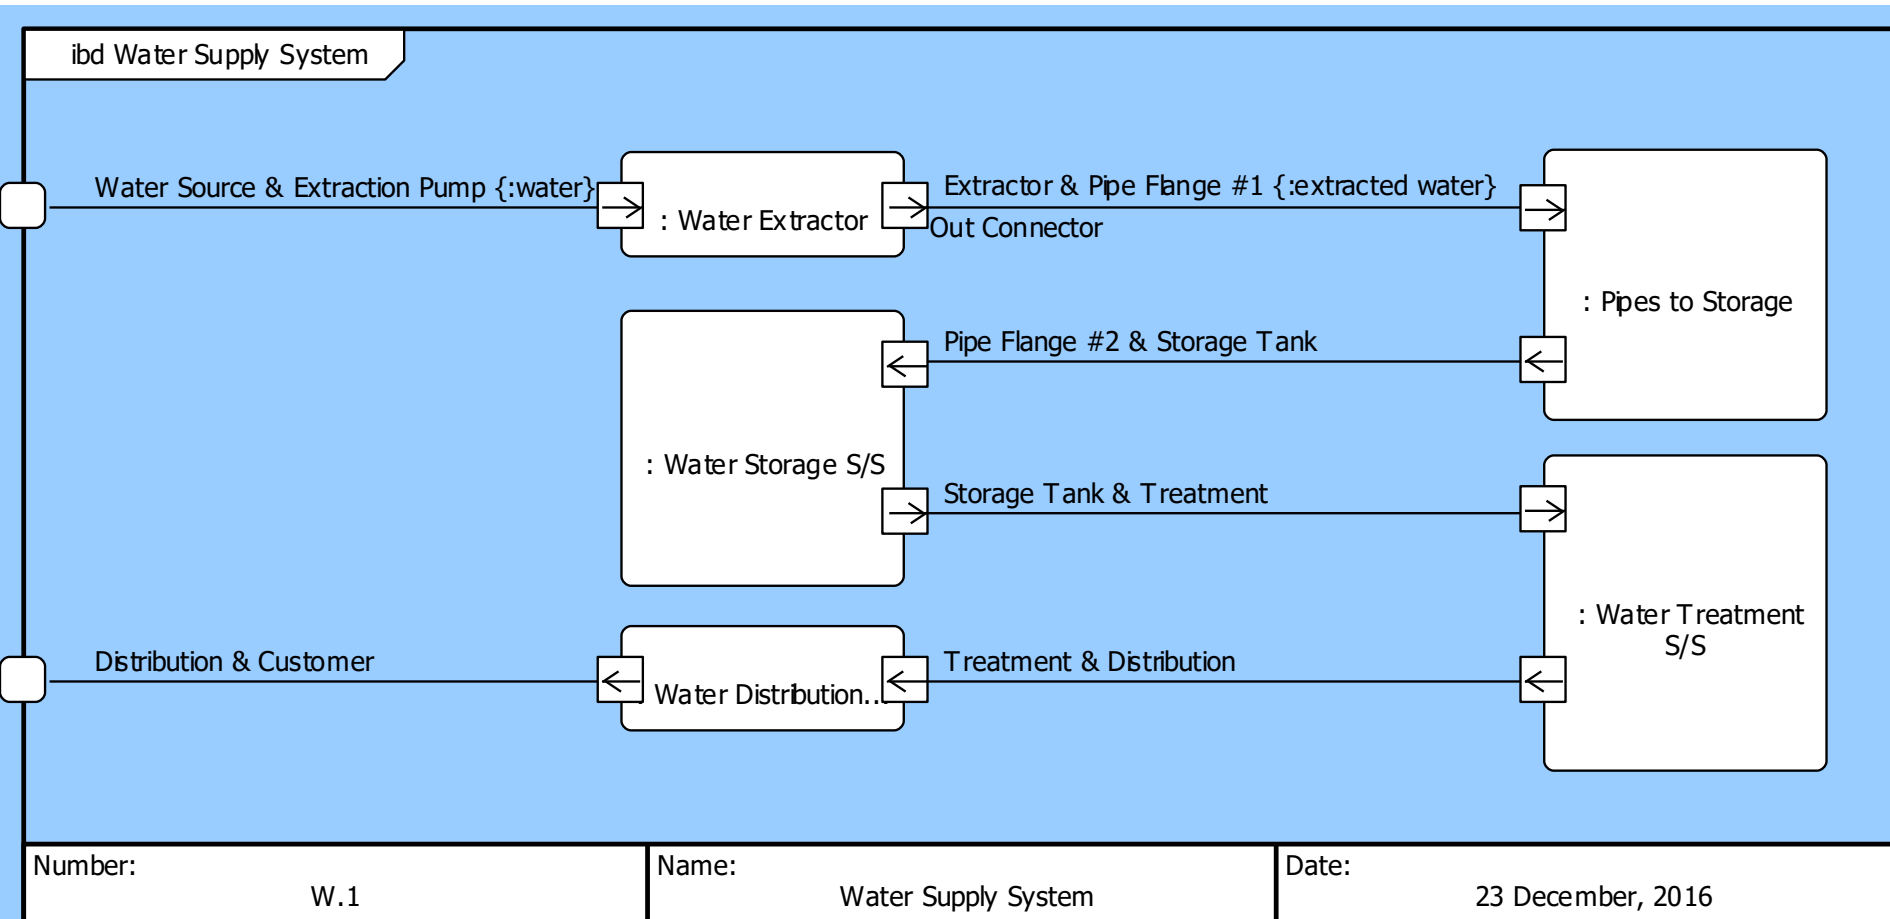 ibd Water Supply System
Water Source & Extraction Pump {:water}
: Water Extractor
Extractor & Pipe Flange #1 {:extracted water}
Out Connector
: Pipes to Storage
Pipe Flange #2 & Storage Tank
: Water Storage S/S
Storage Tank & Treatment
: Water Treatment
S/S
Distribution & Customer
: Water Distribution...
Treatment & Distribution
Number:
W.1
Name:
Water Supply System
Date:
23 December, 2016